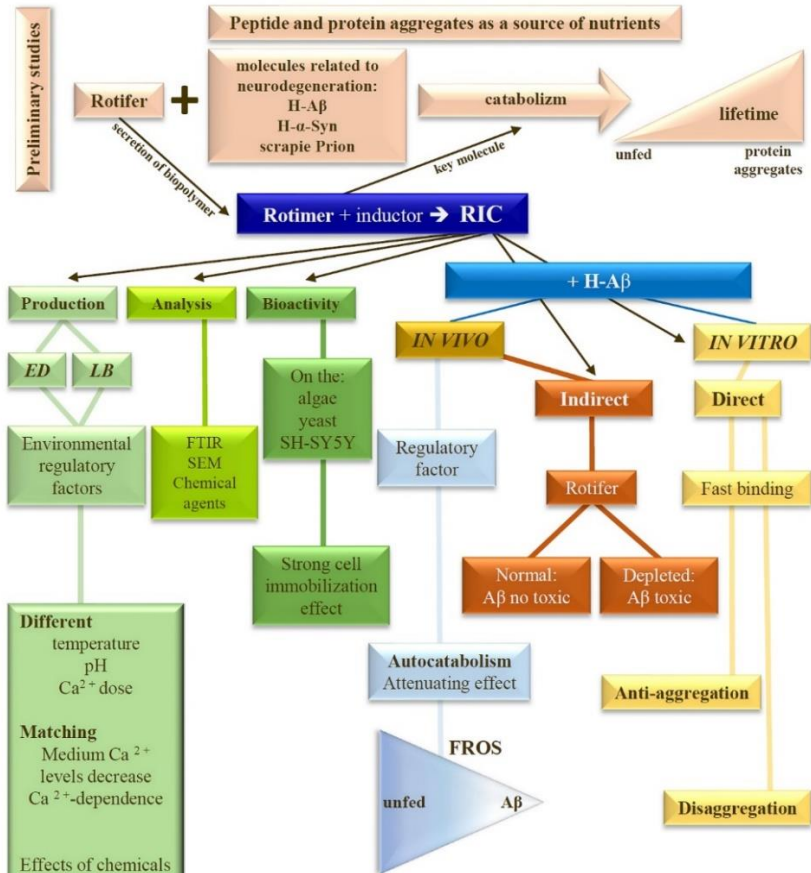 Preliminary studies
Peptide and protein aggregates as a source of nutrients
Rotifer
+
molecules related to
neurodegeneration:
H-Aβ
H-α-Syn
scrapie Prion
catabolizm
lifetime
unfed
protein
aggregates
secretion of biopolymer
key molecule
Rotimer + inductor ➔ RIC
Production
Analysis
Bioactivity
+ H-Aβ
IN VIVO
IN VITRO
ED
LB
On the:
algae
yeast
SH-SY5Y
Indirect
Direct
Environmental
regulatory
factors
FTIR
SEM
Chemical
agents
Regulatory
factor
Rotifer
Fast binding
Strong cell
immobilization
effect
Normal:
Aβ no toxic
Depleted:
Aβ toxic
Different
temperature
pH
Ca2+ dose
Matching
Medium Ca 2+
levels decrease
Ca 2+-dependence
Effects of chemicals
Autocatabolism
Attenuating effect
Anti-aggregation
FROS
unfed
Aβ
Disaggregation